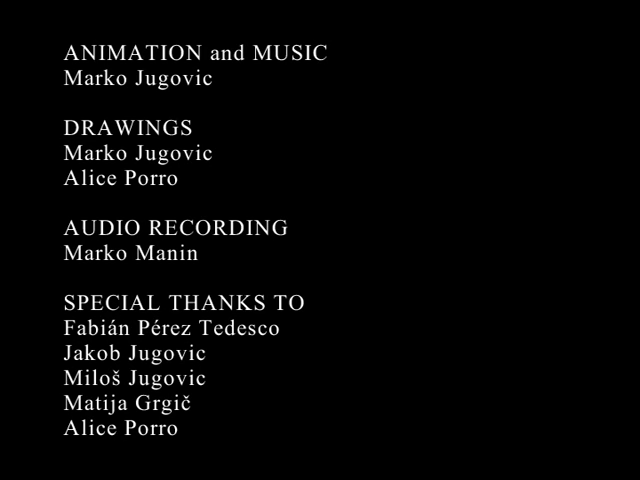 ANIMATION and MUSIC
Marko Jugovic
DRAWINGS
Marko Jugovic
Alice Porro
AUDIO RECORDING
Marko Manin
SPECIAL THANKS TO
Fabián Pérez Tedesco
Jakob Jugovic
Miloš Jugovic
Matija Grgič
Alice Porro